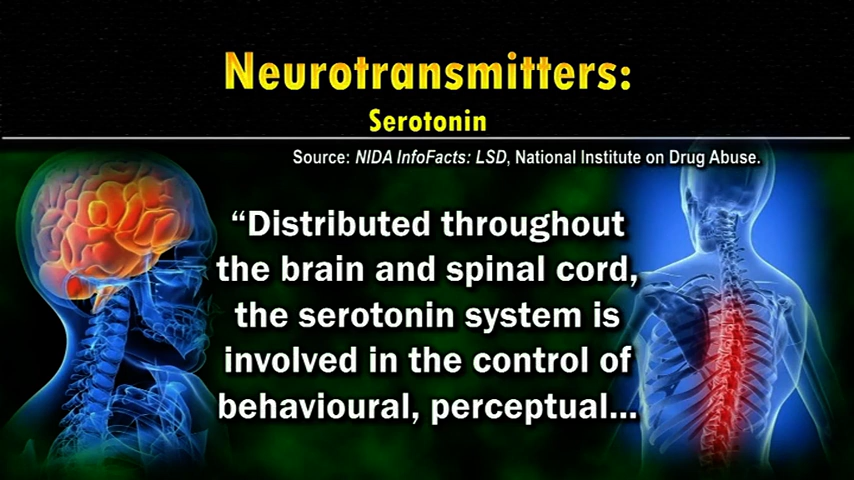 Neurotransmitters:
Serotonin
Source: NIDA InfoFacts: LSD, National Institute on Drug Abuse.
“Distributed throughout
the brain and spinal cord,
the serotonin system is
involved in the control of
behavioural, perceptual...